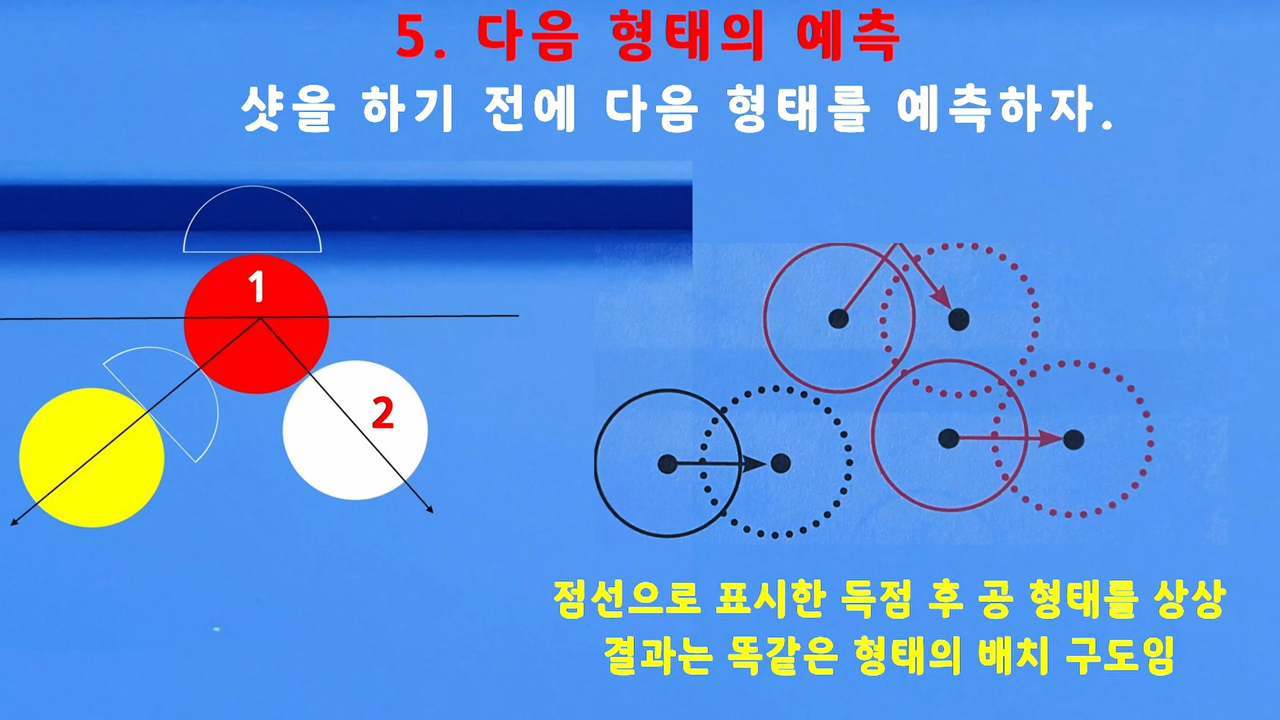 5. 다음 형태의 예측
샷을 하기 전에 다음 형태를 예측하자.
1
2
점선으로 표시한 득점 후 공 형태를 상상
결과는 똑같은 형태의 배치 구도임